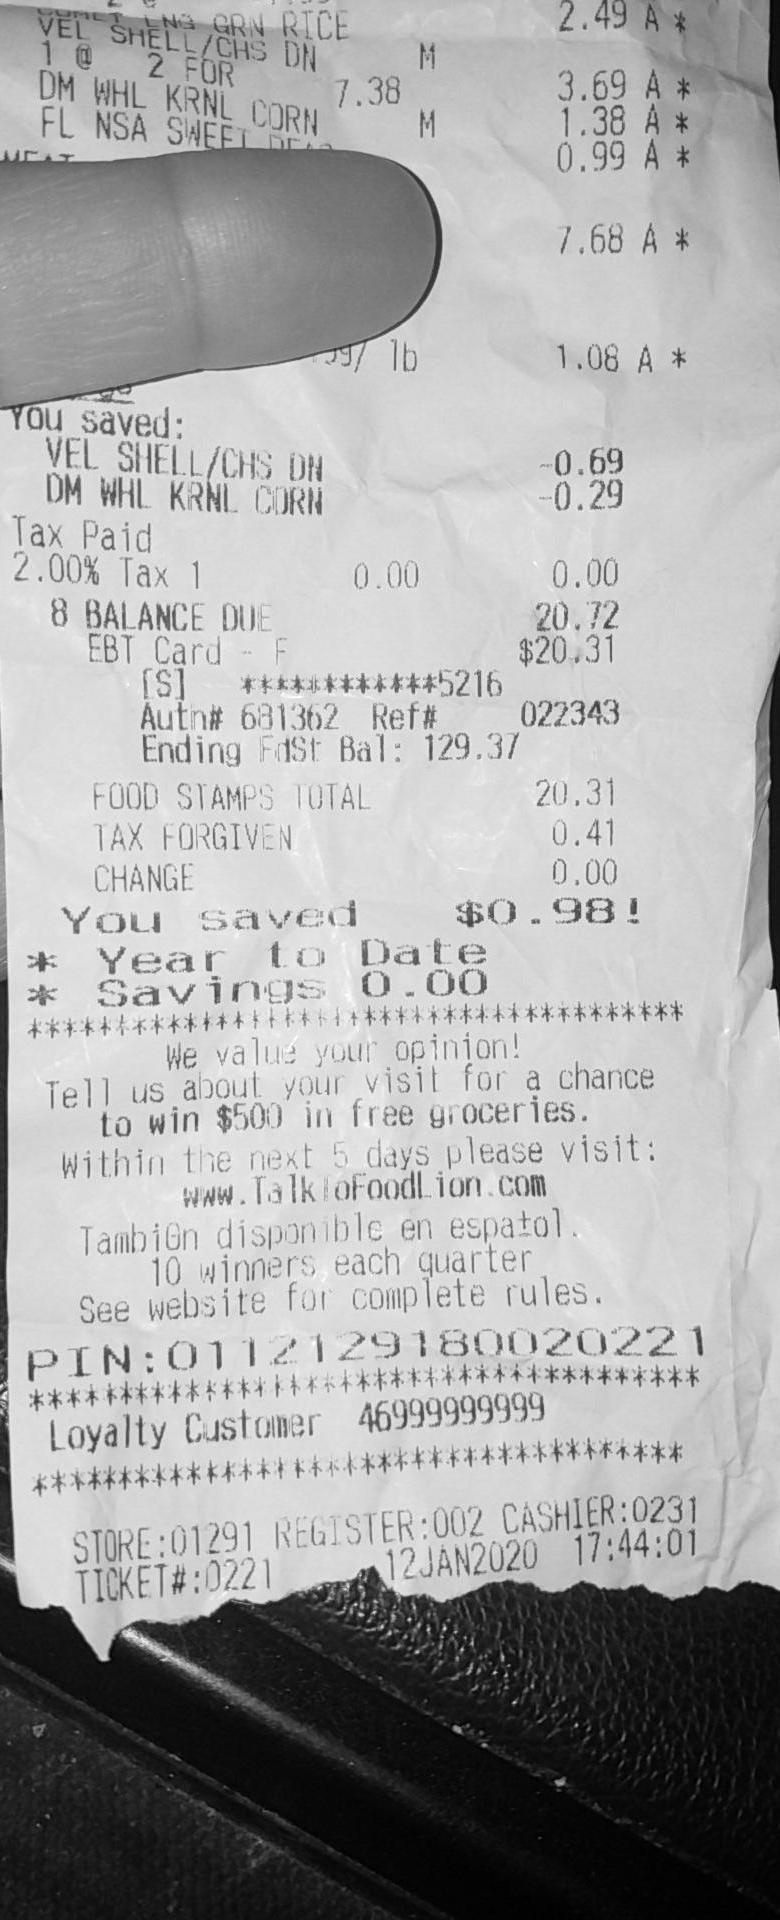 LNG GRN RICE 2.49 A *
VEL SHELL/CHS DN M
1 @ 2 FOR 7.38 3.69 A *
DM WHL KRNL CORN M 1.38 A *
FL NSA SWEET 0.99 A *
7.68 A *
/ lb 1.08 A *
You saved:
VEL SHELL/CHS DN -0.69
DM WHL KRNL CORN -0.29
Tax Paid
2.00% Tax 1 0.00 0.00
8 BALANCE DUE 20.72
EBT Card - F $20.31
[S] ************5216
Autn# 681362 Ref# 022343
Ending FdSt Bal: 129.37
FOOD STAMPS TOTAL 20.31
TAX FORGIVEN 0.41
CHANGE 0.00
You saved $0.98!
* Year to Date
* Savings 0.00
******************************************
We value your opinion!
Tell us about your visit for a chance
to win $500 in free groceries.
Within the next 5 days please visit:
www.TalkToFoodLion.com
Tambi0n disponible en espa±ol.
10 winners each quarter
See website for complete rules.
PIN:0112129180020221
******************************************
Loyalty Customer 46999999999
******************************************
STORE:01291 REGISTER:002 CASHIER:0231
TICKET#:0221 12JAN2020 17:44:01